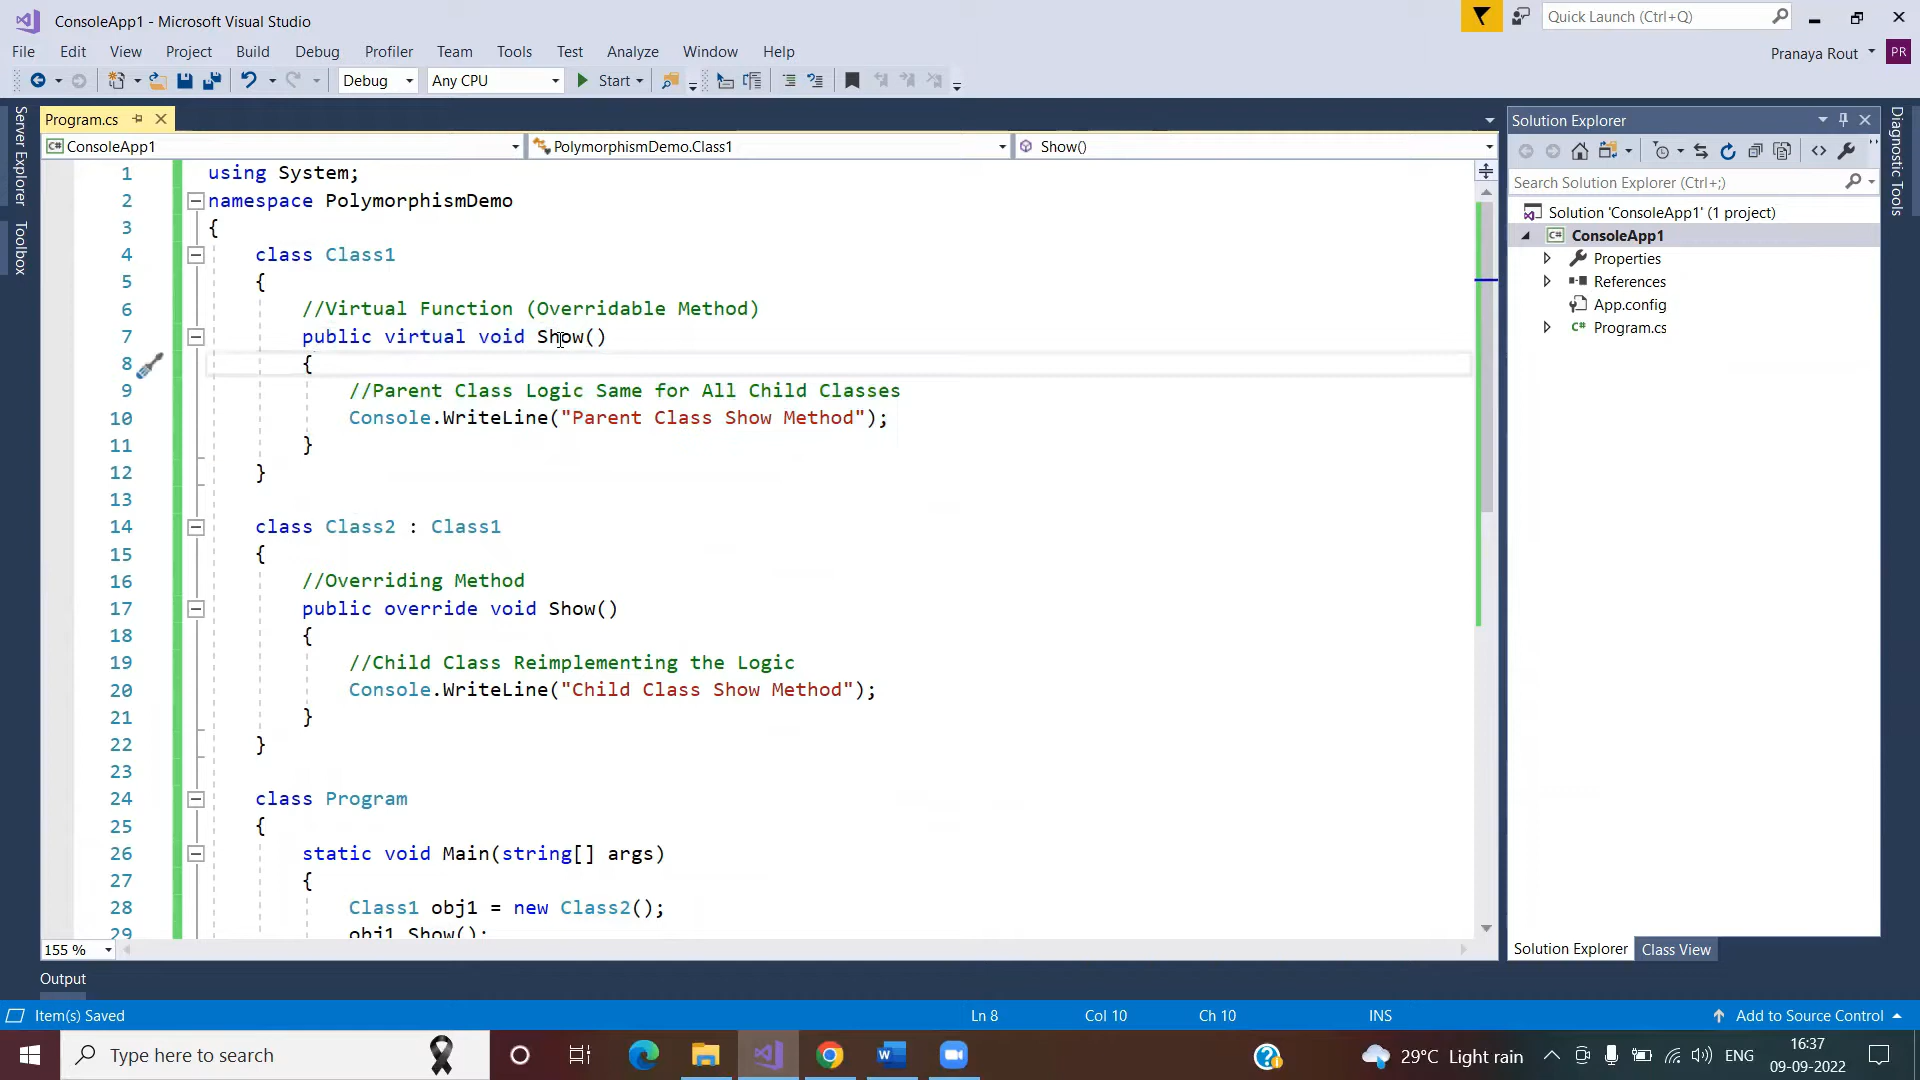 ConsoleApp1 - Microsoft Visual Studio
Quick Launch (Ctrl+Q)
File Edit View Project Build Debug Profiler Team Tools Test Analyze Window Help
Pranaya Rout PR
Debug Any CPU Start
Server Explorer
Toolbox
Program.cs
ConsoleApp1 PolymorphismDemo.Class1 Show()
1 using System;
2 namespace PolymorphismDemo
3 {
4 class Class1
5 {
6 //Virtual Function (Overridable Method)
7 public virtual void Show()
8 {
9 //Parent Class Logic Same for All Child Classes
10 Console.WriteLine("Parent Class Show Method");
11 }
12 }
13
14 class Class2 : Class1
15 {
16 //Overriding Method
17 public override void Show()
18 {
19 //Child Class Reimplementing the Logic
20 Console.WriteLine("Child Class Show Method");
21 }
22 }
23
24 class Program
25 {
26 static void Main(string[] args)
27 {
28 Class1 obj1 = new Class2();
29 obj1.Show();
155 %
Solution Explorer
Search Solution Explorer (Ctrl+;)
Solution 'ConsoleApp1' (1 project)
C# ConsoleApp1
Properties
References
App.config
C# Program.cs
Solution Explorer Class View
Diagnostic Tools
Output
Item(s) Saved Ln 8 Col 10 Ch 10 INS Add to Source Control
Type here to search
29°C Light rain ENG 16:37
09-09-2022